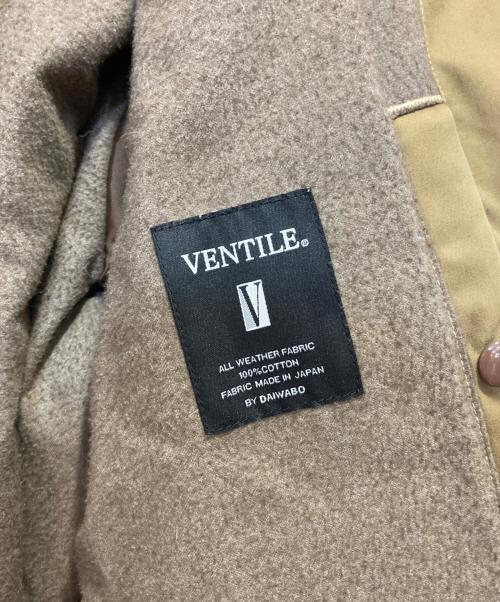 VENTILE®
V
ALL WEATHER FABRIC
100%COTTON
FABRIC MADE IN JAPAN
BY DAIWABO